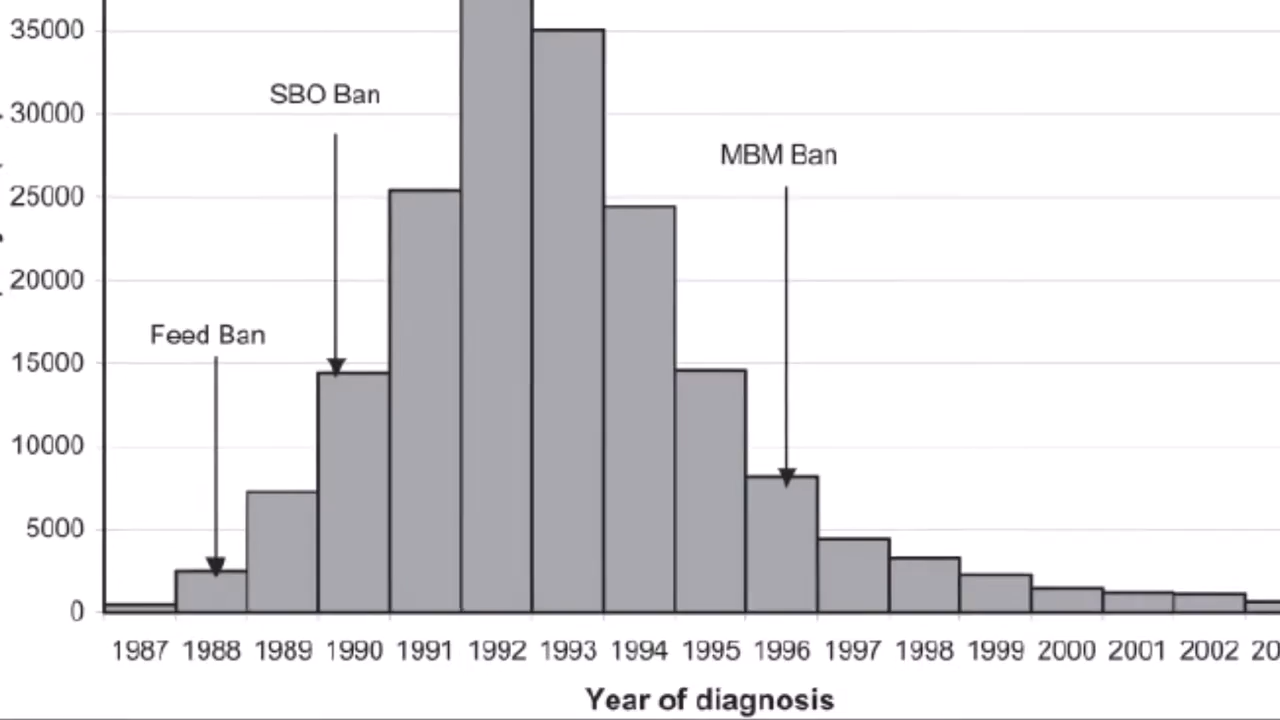 35000
SBO Ban
30000
MBM Ban
25000
20000
Feed Ban
15000
10000
5000
0
1987 1988 1989 1990 1991 1992 1993 1994 1995 1996 1997 1998 1999 2000 2001 2002 20
Year of diagnosis